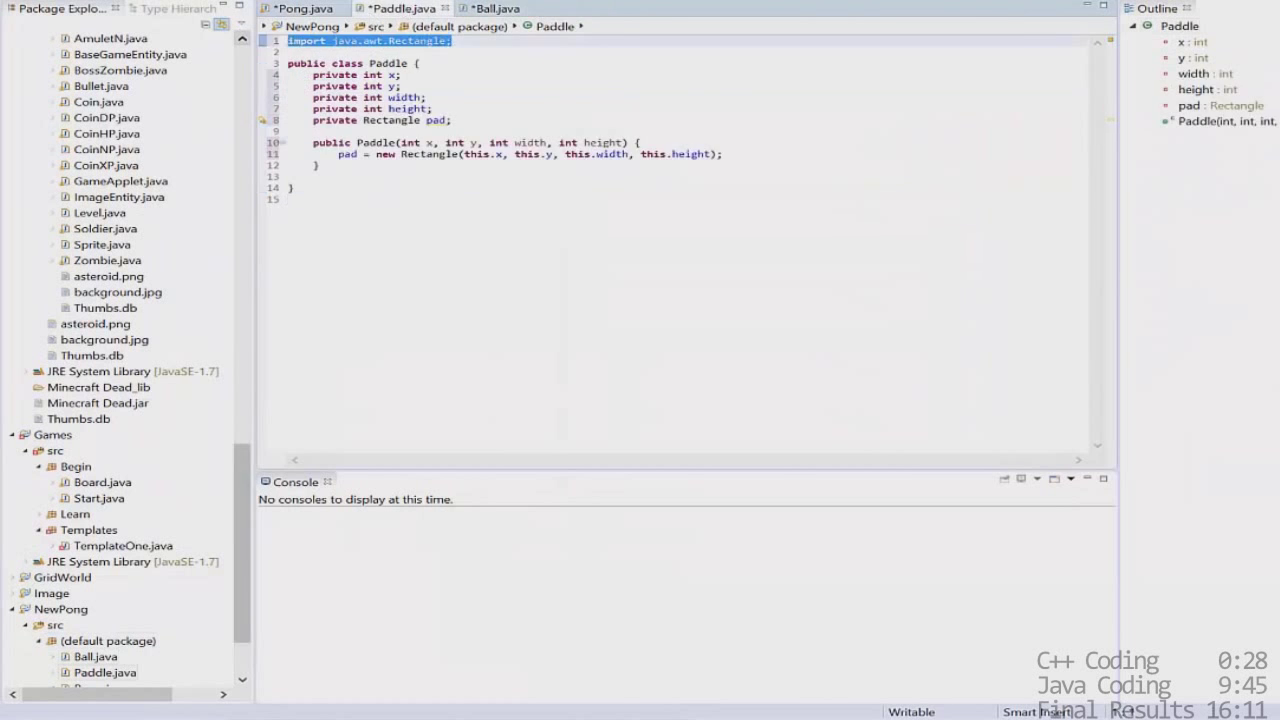 Package Explo...
Type Hierarch
*Pong.java
*Paddle.java
*Ball.java
Outline
NewPong
src
(default package)
Paddle
AmuletN.java
BaseGameEntity.java
BossZombie.java
Bullet.java
Coin.java
CoinDP.java
CoinHP.java
CoinNP.java
CoinXP.java
GameApplet.java
ImageEntity.java
Level.java
Soldier.java
Sprite.java
Zombie.java
asteroid.png
background.jpg
Thumbs.db
asteroid.png
background.jpg
Thumbs.db
JRE System Library [JavaSE-1.7]
Minecraft Dead_lib
Minecraft Dead.jar
Thumbs.db
Games
src
Begin
Board.java
Start.java
Learn
Templates
TemplateOne.java
JRE System Library [JavaSE-1.7]
GridWorld
Image
NewPong
src
(default package)
Ball.java
Paddle.java
1 import java.awt.Rectangle;
2
3 public class Paddle {
4 private int x;
5 private int y;
6 private int width;
7 private int height;
8 private Rectangle pad;
9
10 public Paddle(int x, int y, int width, int height) {
11 pad = new Rectangle(this.x, this.y, this.width, this.height);
12 }
13
14 }
15
Console
No consoles to display at this time.
Paddle
x : int
y : int
width : int
height : int
pad : Rectangle
Paddle(int, int, int,
Writable
Smart Insert
C++ Coding 0:28
Java Coding 9:45
Final Results 16:11